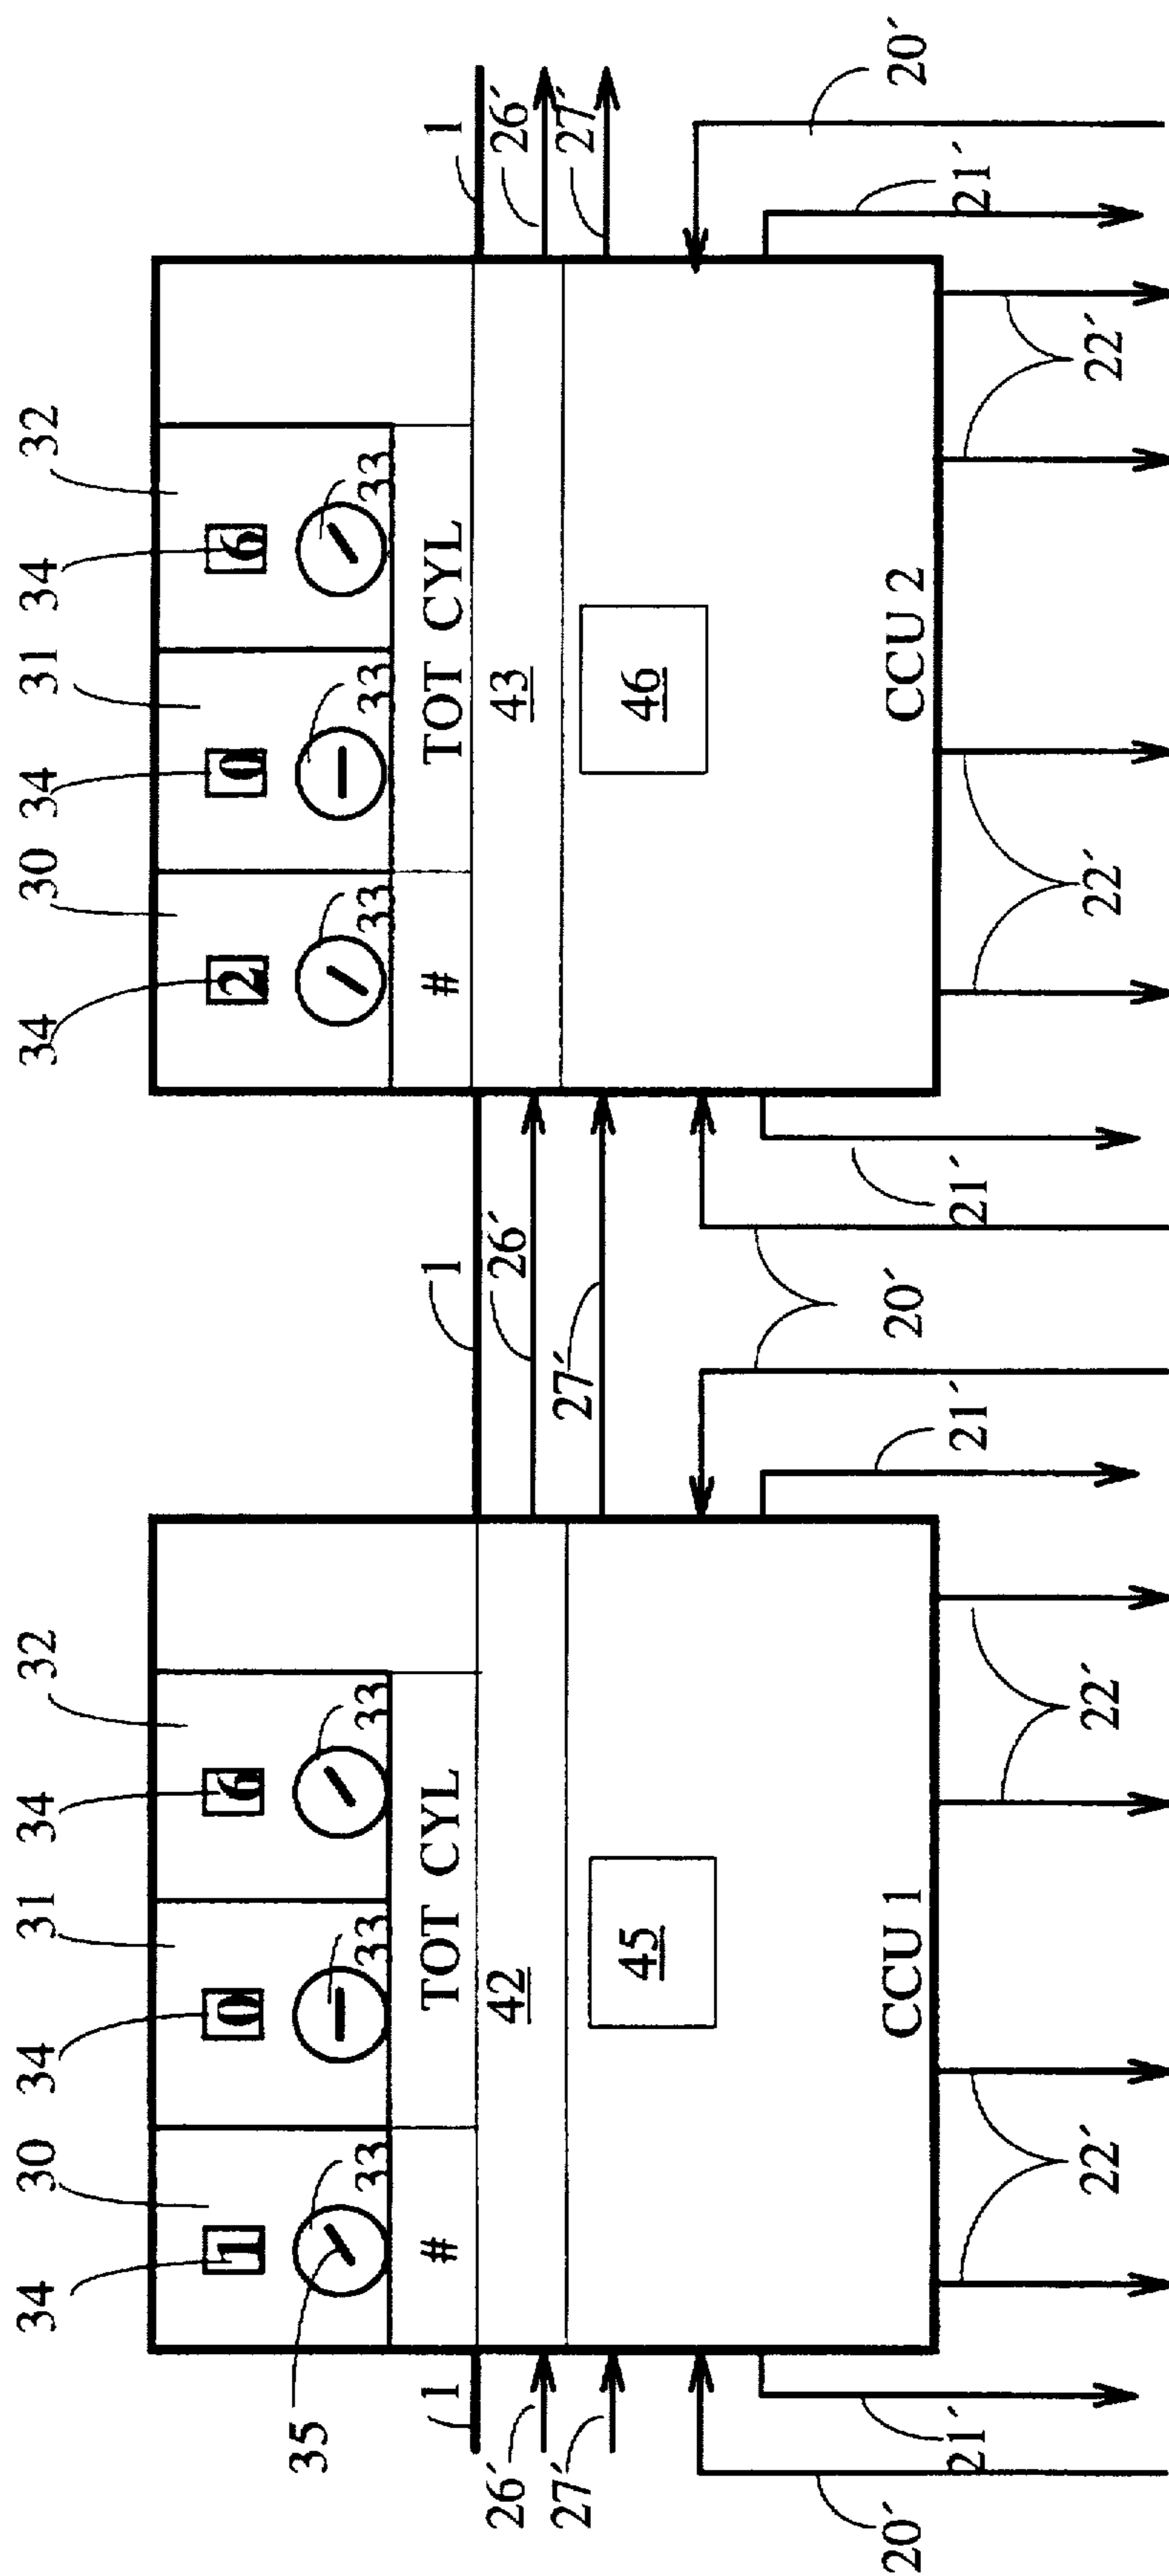 34 30 34 31 34 32 34 30 34 31 34 32
1 0 6 2 0 6
35 33 33 33 33 33 33
1 # TOT CYL 1 # TOT CYL 1
26´ 42 26´ 43 26´
27´ 27´ 27´
45 46
20´ CCU 1 20´ CCU 2 20´
21´ 21´ 21´ 21´
22´ 22´ 22´ 22´